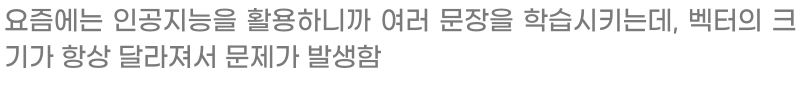 요즘에는 인공지능을 활용하니까 여러 문장을 학습시키는데, 벡터의 크
기가 항상 달라져서 문제가 발생함